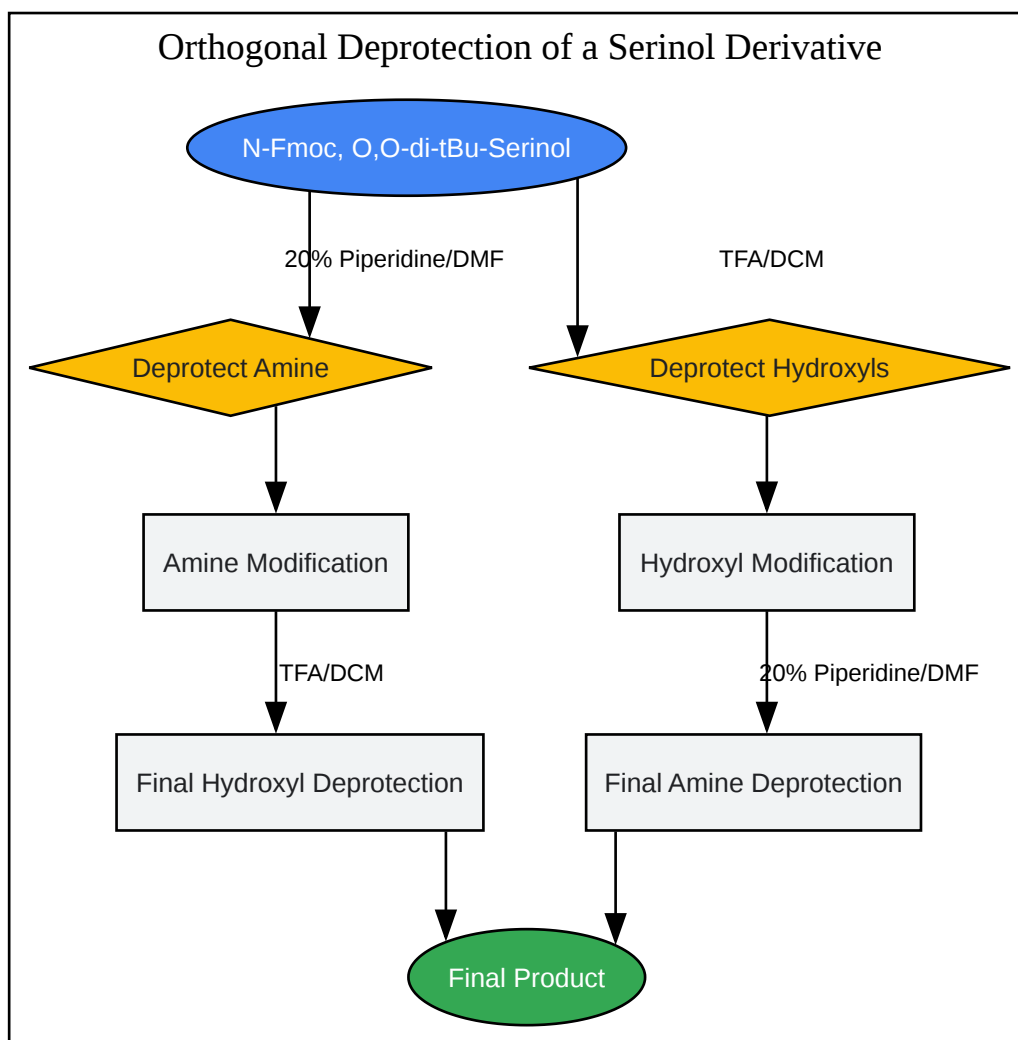 Orthogonal Deprotection of a Serinol Derivative
N-Fmoc, O,O-di-tBu-Serinol
20% Piperidine/DMF
TFA/DCM
Deprotect Amine
Deprotect Hydroxyls
Amine Modification
Hydroxyl Modification
TFA/DCM
20% Piperidine/DMF
Final Hydroxyl Deprotection
Final Amine Deprotection
Final Product